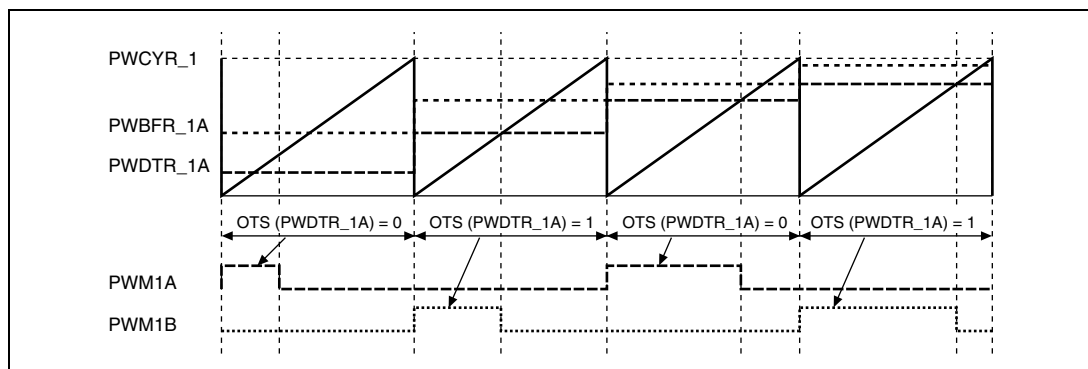 PWCYR_1
PWBFR_1A
PWDTR_1A
OTS (PWDTR_1A) = 0 OTS (PWDTR_1A) = 1 OTS (PWDTR_1A) = 0 OTS (PWDTR_1A) = 1
PWM1A
PWM1B